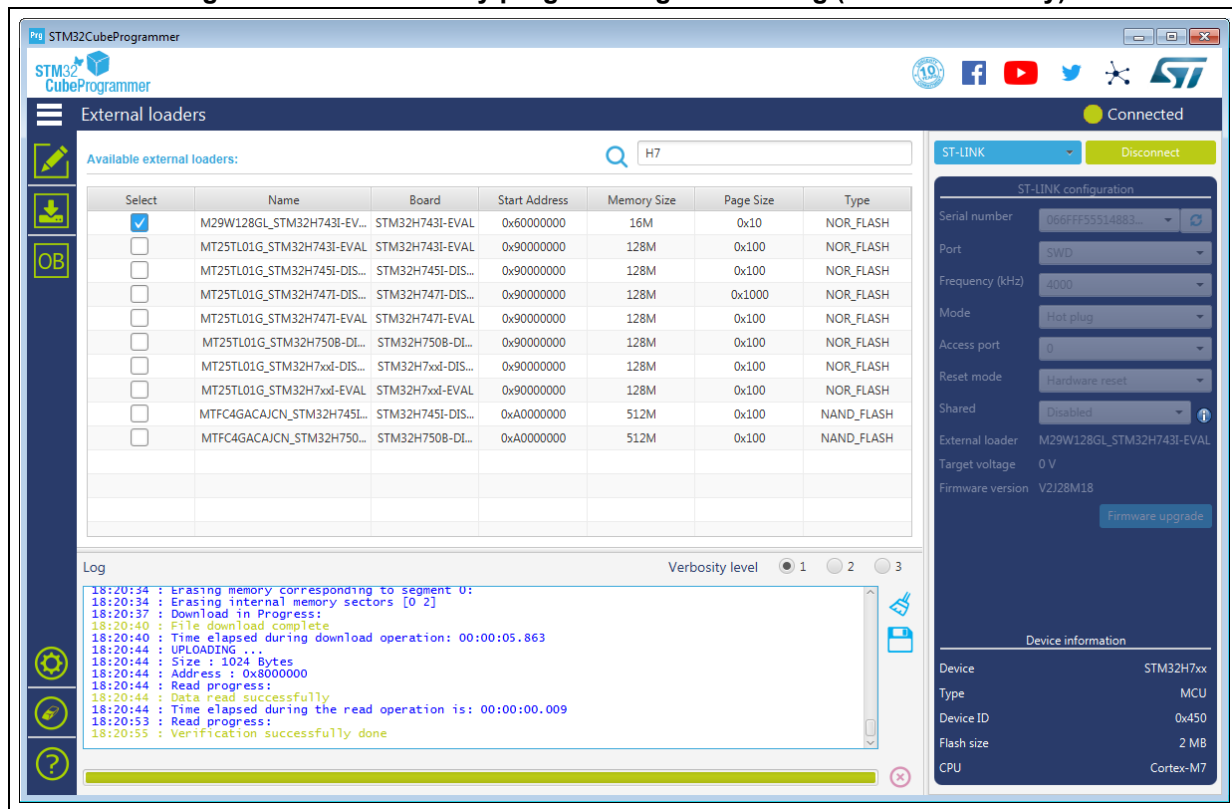 Prg STM32CubeProgrammer
STM32
CubeProgrammer
10
External loaders
Connected
Available external loaders:
H7
Select Name Board Start Address Memory Size Page Size Type
M29W128GL_STM32H743I-EV... STM32H743I-EVAL 0x60000000 16M 0x10 NOR_FLASH
MT25TL01G_STM32H743I-EVAL STM32H743I-EVAL 0x90000000 128M 0x100 NOR_FLASH
MT25TL01G_STM32H745I-DIS... STM32H745I-DIS... 0x90000000 128M 0x100 NOR_FLASH
MT25TL01G_STM32H747I-DIS... STM32H747I-DIS... 0x90000000 128M 0x1000 NOR_FLASH
MT25TL01G_STM32H747I-EVAL STM32H747I-EVAL 0x90000000 128M 0x100 NOR_FLASH
MT25TL01G_STM32H750B-DI... STM32H750B-DI... 0x90000000 128M 0x100 NOR_FLASH
MT25TL01G_STM32H7xxI-DIS... STM32H7xxI-DIS... 0x90000000 128M 0x100 NOR_FLASH
MT25TL01G_STM32H7xxI-EVAL STM32H7xxI-EVAL 0x90000000 128M 0x100 NOR_FLASH
MTFC4GACAJCN_STM32H745I... STM32H745I-DIS... 0xA0000000 512M 0x100 NAND_FLASH
MTFC4GACAJCN_STM32H750... STM32H750B-DI... 0xA0000000 512M 0x100 NAND_FLASH
OB
Log
Verbosity level 1 2 3
18:20:34 : Erasing memory corresponding to segment 0:
18:20:34 : Erasing internal memory sectors [0 2]
18:20:37 : Download in Progress:
18:20:40 : File download complete
18:20:40 : Time elapsed during download operation: 00:00:05.863
18:20:44 : UPLOADING ...
18:20:44 : Size : 1024 Bytes
18:20:44 : Address : 0x8000000
18:20:44 : Read progress:
18:20:44 : Data read successfully
18:20:44 : Time elapsed during the read operation is: 00:00:00.009
18:20:53 : Read progress:
18:20:55 : Verification successfully done
ST-LINK Disconnect
ST-LINK configuration
Serial number 066FFF55514883...
Port SWD
Frequency (kHz) 4000
Mode Hot plug
Access port 0
Reset mode Hardware reset
Shared Disabled
External loader M29W128GL_STM32H743I-EVAL
Target voltage 0 V
Firmware version V2J28M18
Firmware upgrade
Device information
Device STM32H7xx
Type MCU
Device ID 0x450
Flash size 2 MB
CPU Cortex-M7